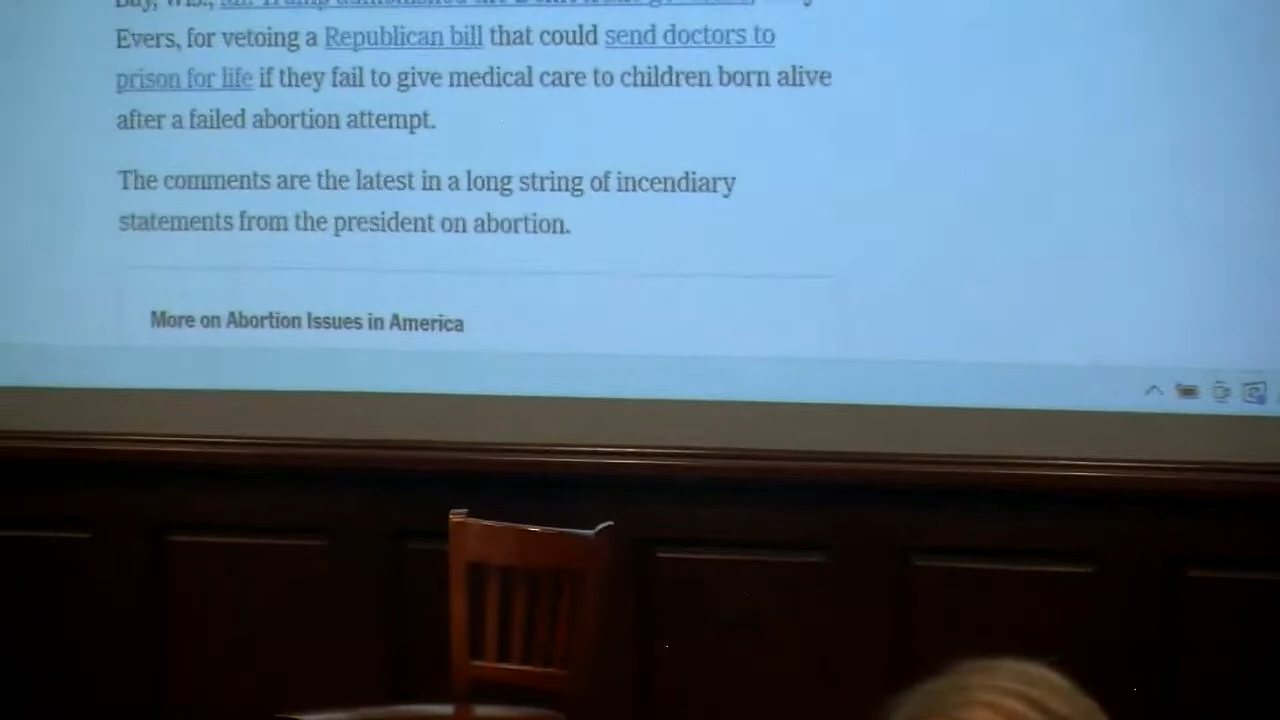 Evers, for vetoing a Republican bill that could send doctors to
prison for life if they fail to give medical care to children born alive
after a failed abortion attempt.
The comments are the latest in a long string of incendiary
statements from the president on abortion.
More on Abortion Issues in America